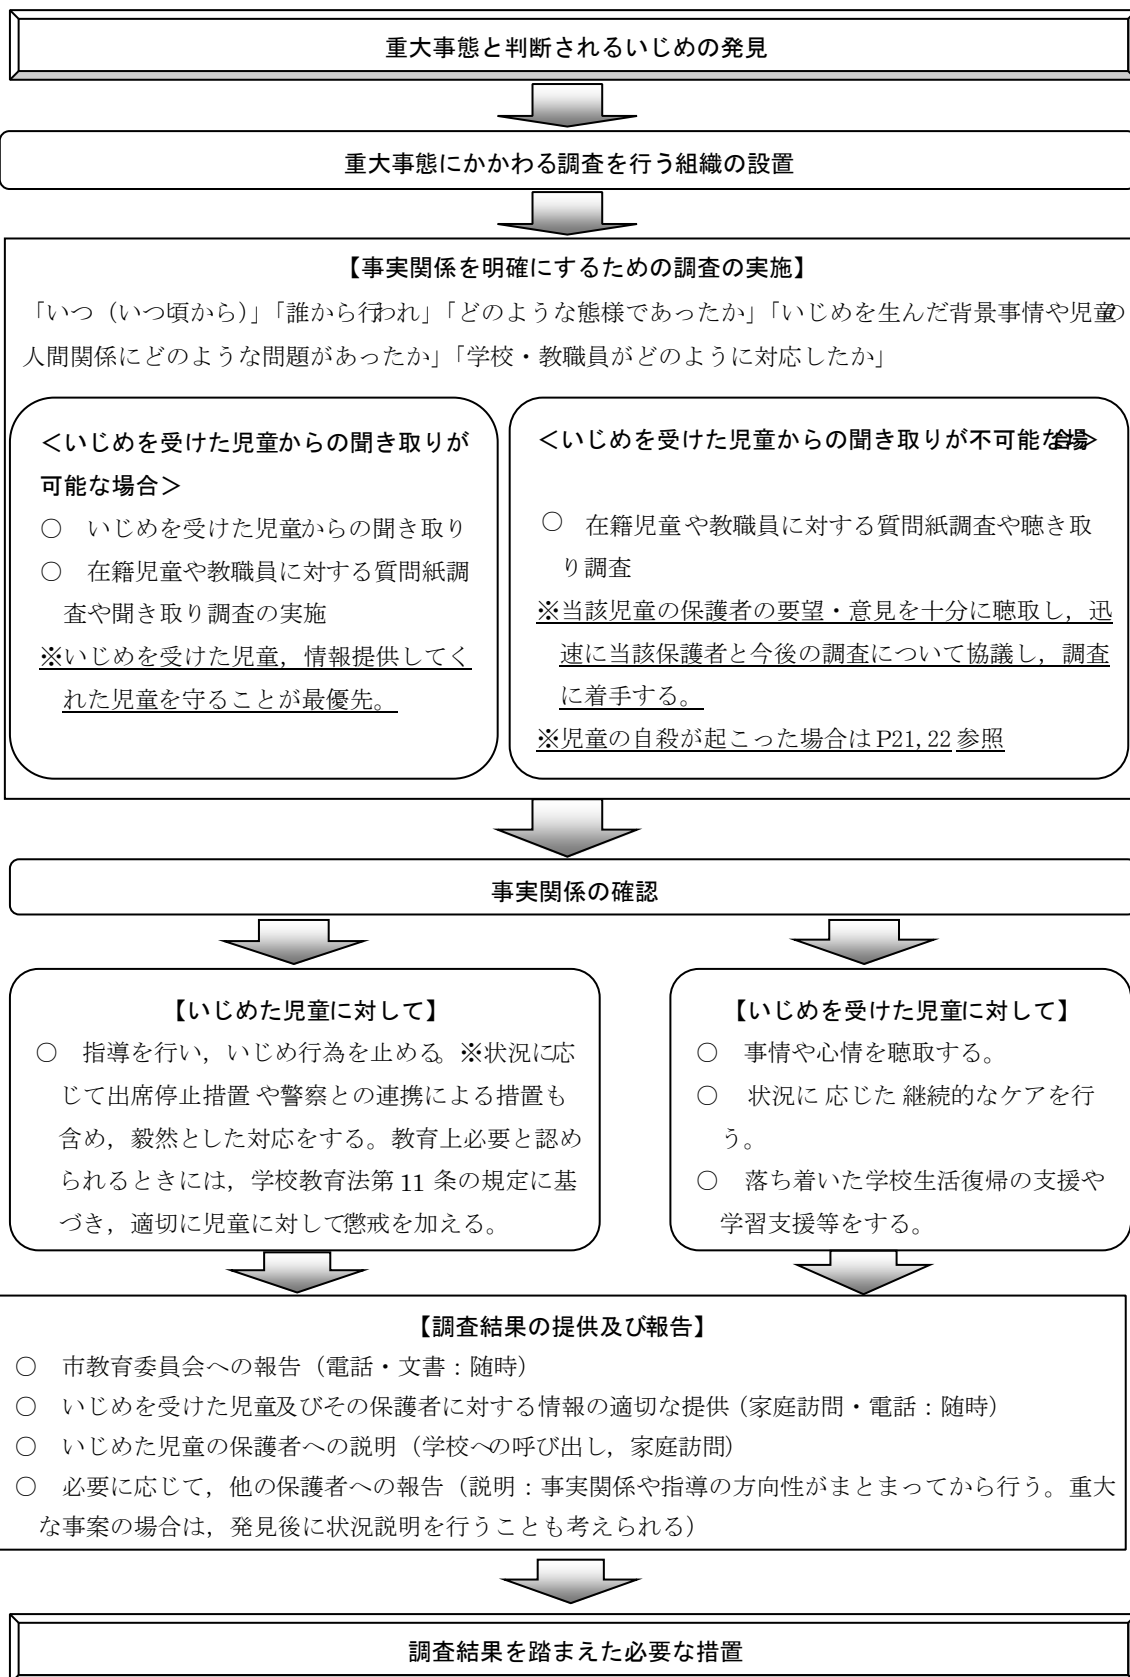 重大事態と判断されるいじめの発見
重大事態にかかわる調査を行う組織の設置
【事実関係を明確にするための調査の実施】
「いつ(いつ頃から)」「誰から行われ」「どのような態様であったか」「いじめを生んだ背景事情や児童の
人間関係にどのような問題があったか」「学校・教職員がどのように対応したか」
<いじめを受けた児童からの聞き取りが
可能な場合>
○ いじめを受けた児童からの聞き取り
○ 在籍児童や教職員に対する質問紙調
査や聞き取り調査の実施
※いじめを受けた児童,情報提供してく
れた児童を守ることが最優先。
<いじめを受けた児童からの聞き取りが不可能な場合>
○ 在籍児童や教職員に対する質問紙調査や聴き取
り調査
※当該児童の保護者の要望・意見を十分に聴取し,迅
速に当該保護者と今後の調査について協議し,調査
に着手する。
※児童の自殺が起こった場合は P21,22 参照
事実関係の確認
【いじめた児童に対して】
○ 指導を行い,いじめ行為を止める。※状況に応
じて出席停止措置や警察との連携による措置も
含め,毅然とした対応をする。教育上必要と認め
られるときには,学校教育法第 11 条の規定に基
づき,適切に児童に対して懲戒を加える。
【いじめを受けた児童に対して】
○ 事情や心情を聴取する。
○ 状況に応じた継続的なケアを行
う。
○ 落ち着いた学校生活復帰の支援や
学習支援等をする。
【調査結果の提供及び報告】
○ 市教育委員会への報告(電話・文書:随時)
○ いじめを受けた児童及びその保護者に対する情報の適切な提供(家庭訪問・電話:随時)
○ いじめた児童の保護者への説明(学校への呼び出し,家庭訪問)
○ 必要に応じて,他の保護者への報告(説明:事実関係や指導の方向性がまとまってから行う。重大
な事案の場合は,発見後に状況説明を行うことも考えられる)
調査結果を踏まえた必要な措置